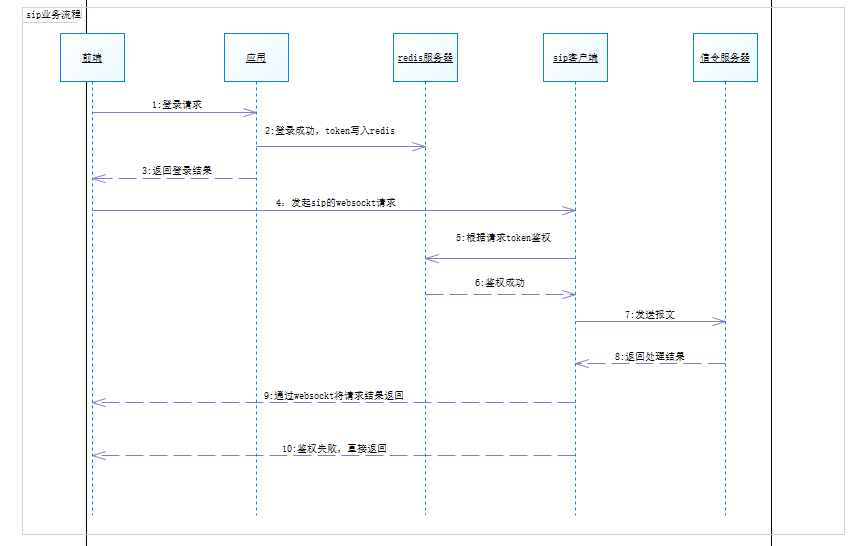 sip业务流程
前端
应用
redis服务器
sip客户端
信令服务器
1:登录请求
2:登录成功，token写入redis
3:返回登录结果
4: 发起sip的websockt请求
5:根据请求token鉴权
6:鉴权成功
7:发送报文
8:返回处理结果
9:通过websockt将请求结果返回
10:鉴权失败，直接返回